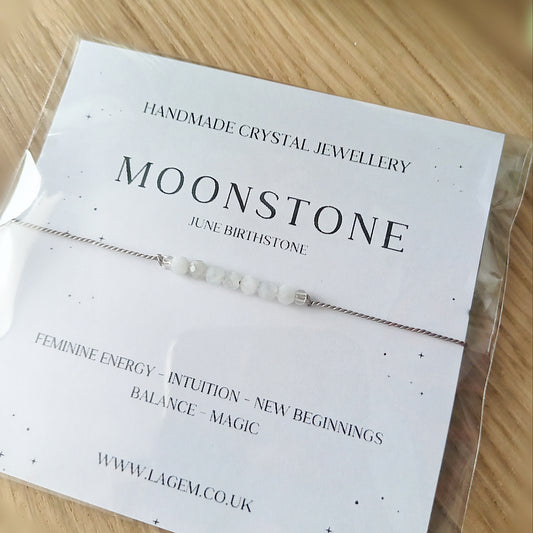 HANDMADE CRYSTAL JEWELLERY
MOONSTONE
JUNE BIRTHSTONE
FEMININE ENERGY - INTUITION - NEW BEGINNINGS
BALANCE - MAGIC
WWW.LAGEM.CO.UK